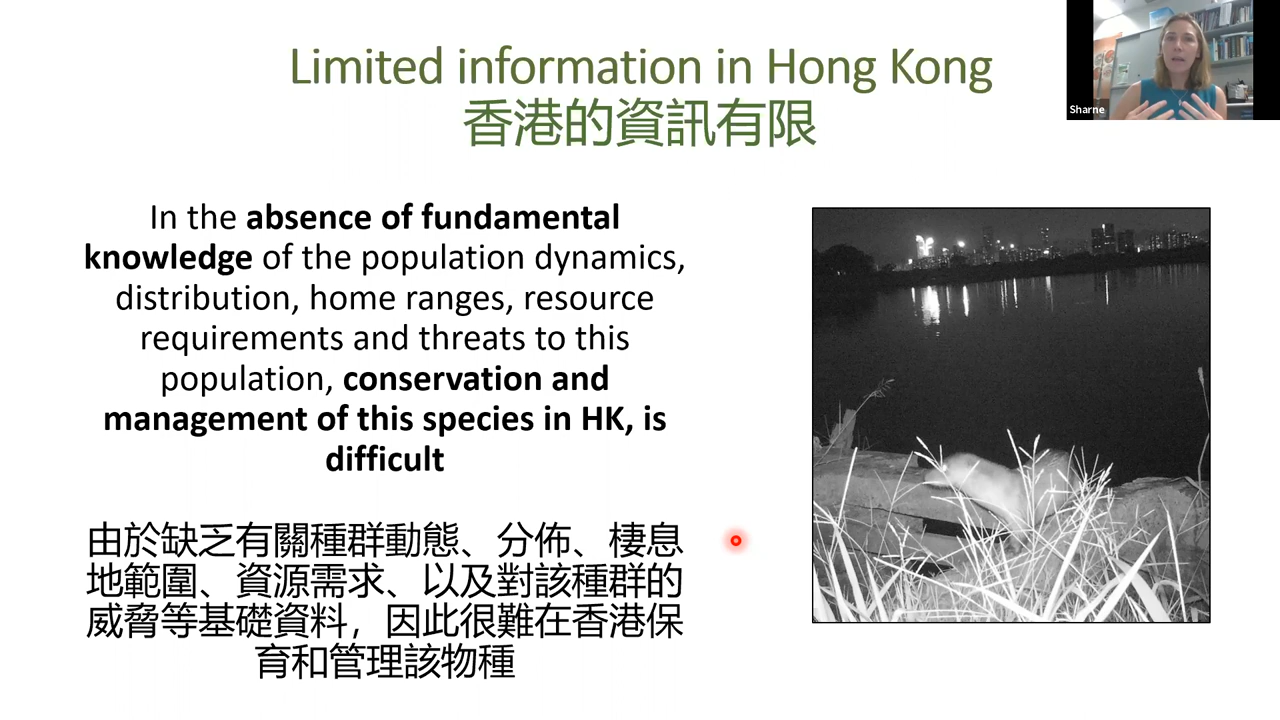 Limited information in Hong Kong
香港的資訊有限
Sharne
In the absence of fundamental
knowledge of the population dynamics,
distribution, home ranges, resource
requirements and threats to this
population, conservation and
management of this species in HK, is
difficult
由於缺乏有關種群動態、分佈、棲息
地範圍、資源需求、以及對該種群的
威脅等基礎資料，因此很難在香港保
育和管理該物種